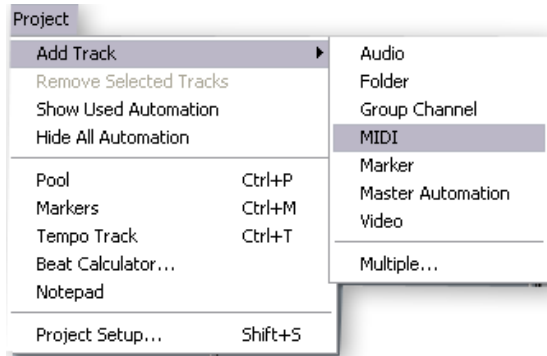 Project
Add Track
Remove Selected Tracks
Show Used Automation
Hide All Automation
Pool Ctrl+P
Markers Ctrl+M
Tempo Track Ctrl+T
Beat Calculator...
Notepad
Project Setup... Shift+S
Audio
Folder
Group Channel
MIDI
Marker
Master Automation
Video
Multiple...